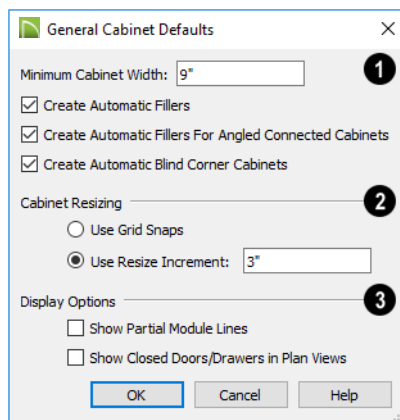 General Cabinet Defaults
Minimum Cabinet Width: 9" 1
Create Automatic Fillers
Create Automatic Fillers For Angled Connected Cabinets
Create Automatic Blind Corner Cabinets
Cabinet Resizing 2
Use Grid Snaps
Use Resize Increment: 3"
Display Options 3
Show Partial Module Lines
Show Closed Doors/Drawers in Plan Views
OK Cancel Help